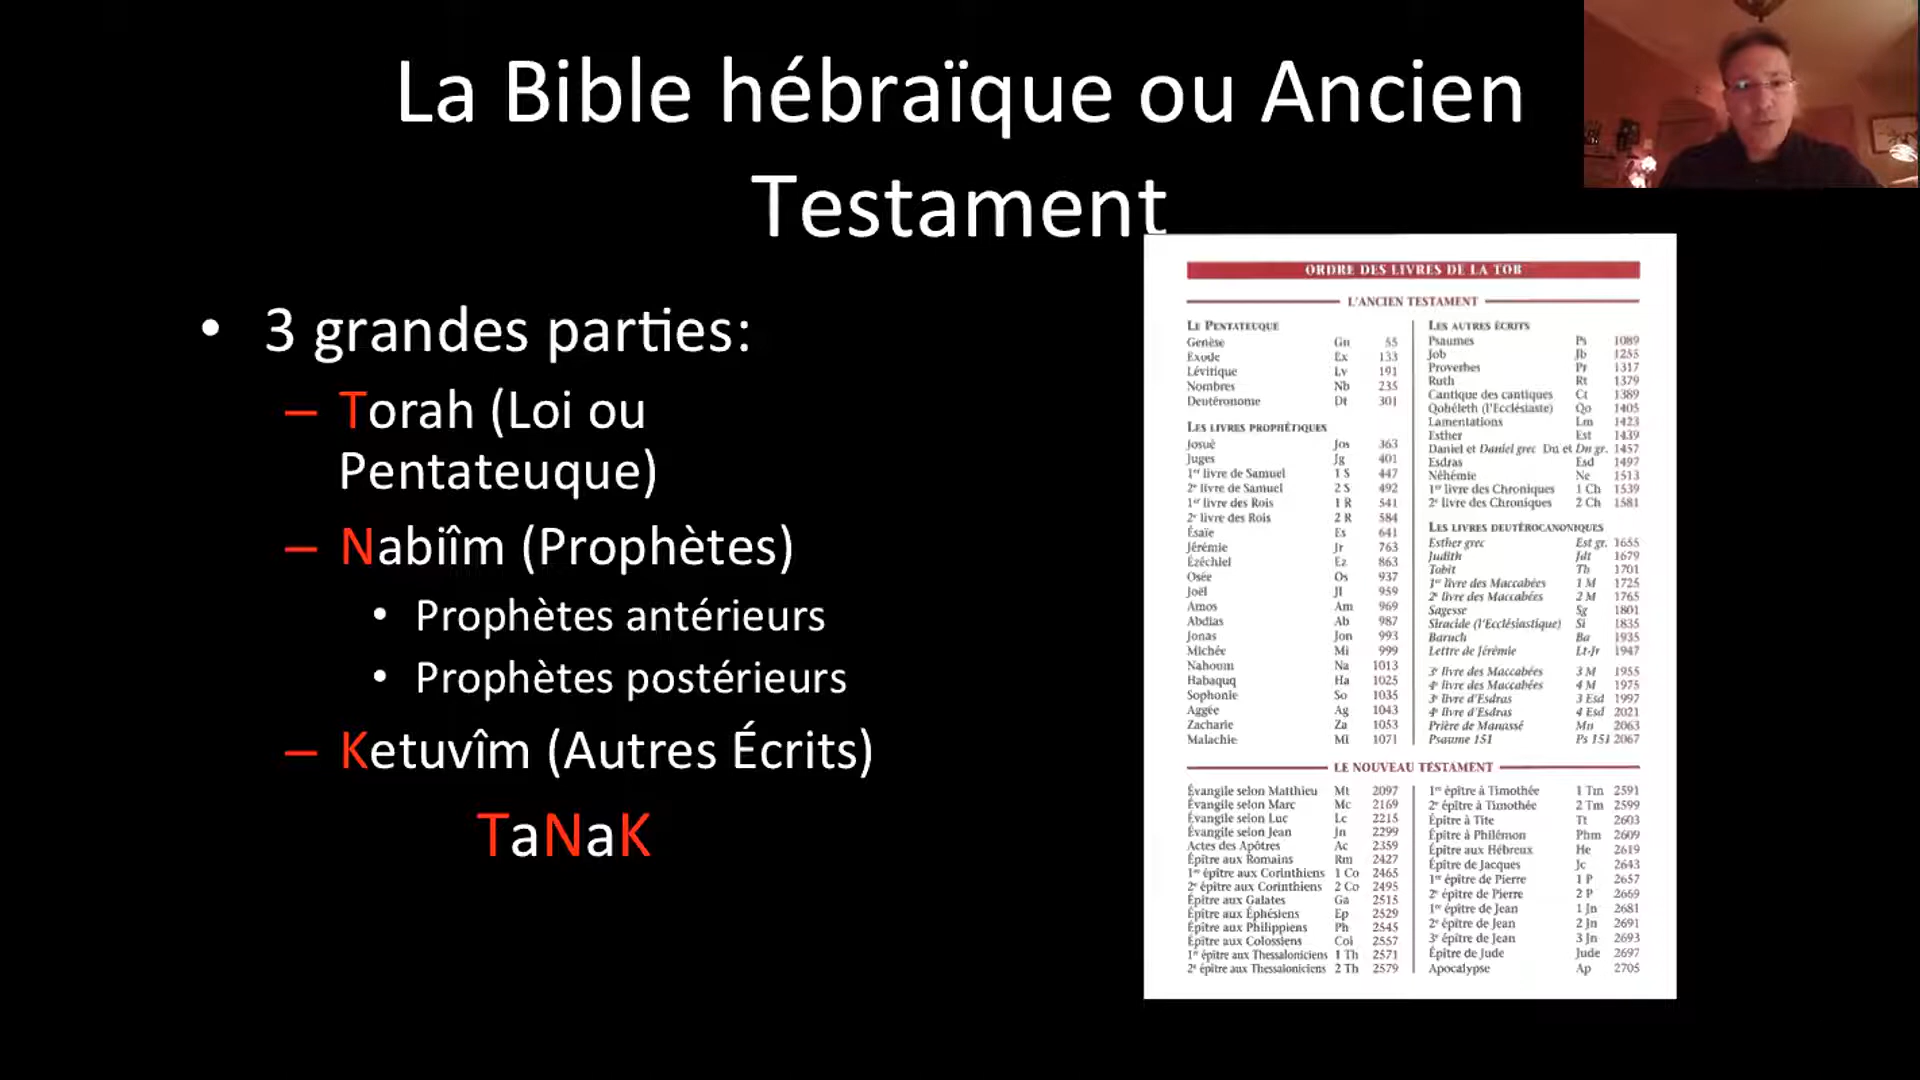 La Bible hébraïque ou Ancien
Testament
• 3 grandes parties:
– Torah (Loi ou
Pentateuque)
– Nabiîm (Prophètes)
• Prophètes antérieurs
• Prophètes postérieurs
– Ketuvîm (Autres Écrits)
TaNaK
ORDRE DES LIVRES DE LA TOB
L'ANCIEN TESTAMENT
LE PENTATEUQUE
Genèse Gn 55
Exode Ex 133
Lévitique Lv 191
Nombres Nb 235
Deutéronome Dt 301
LES LIVRES PROPHÉTIQUES
Josué Jos 363
Juges Jg 401
1er livre de Samuel 1 S 447
2e livre de Samuel 2 S 492
1er livre des Rois 1 R 541
2e livre des Rois 2 R 584
Ésaïe Es 641
Jérémie Jr 763
Ézéchiel Ez 863
Osée Os 937
Joël Jl 959
Amos Am 969
Abdias Ab 987
Jonas Jon 993
Michée Mi 999
Nahoum Na 1013
Habaquq Ha 1025
Sophonie So 1035
Aggée Ag 1043
Zacharie Za 1053
Malachie Ml 1071
LES AUTRES ÉCRITS
Psaumes Ps 1089
Job Jb 1255
Proverbes Pr 1317
Ruth Rt 1379
Cantique des cantiques Ct 1389
Qohéleth (l'Ecclésiaste) Qo 1405
Lamentations Lm 1423
Esther Est 1439
Daniel et Daniel grec Dn et Dn gr. 1457
Esdras Esd 1497
Néhémie Ne 1513
1er livre des Chroniques 1 Ch 1539
2e livre des Chroniques 2 Ch 1581
LES LIVRES DEUTÉROCANONIQUES
Esther grec Est gr. 1655
Judith Jdt 1679
Tobit Tb 1701
1er livre des Maccabées 1 M 1725
2e livre des Maccabées 2 M 1765
Sagesse Sg 1801
Siracide (l'Ecclésiastique) Si 1835
Baruch Ba 1935
Lettre de Jérémie Lt-Jr 1947
3e livre des Maccabées 3 M 1955
4e livre des Maccabées 4 M 1975
3e livre d'Esdras 3 Esd 1997
4e livre d'Esdras 4 Esd 2021
Prière de Manassé Mn 2063
Psaume 151 Ps 151 2067
LE NOUVEAU TESTAMENT
Évangile selon Matthieu Mt 2097
Évangile selon Marc Mc 2169
Évangile selon Luc Lc 2215
Évangile selon Jean Jn 2299
Actes des Apôtres Ac 2359
Épître aux Romains Rm 2427
1re épître aux Corinthiens 1 Co 2465
2e épître aux Corinthiens 2 Co 2495
Épître aux Galates Ga 2515
Épître aux Éphésiens Ep 2529
Épître aux Philippiens Ph 2545
Épître aux Colossiens Col 2557
1re épître aux Thessaloniciens 1 Th 2571
2e épître aux Thessaloniciens 2 Th 2579
1re épître à Timothée 1 Tm 2591
2e épître à Timothée 2 Tm 2599
Épître à Tite Tt 2603
Épître à Philémon Phm 2609
Épître aux Hébreux He 2619
Épître de Jacques Jc 2643
1re épître de Pierre 1 P 2657
2e épître de Pierre 2 P 2669
1re épître de Jean 1 Jn 2681
2e épître de Jean 2 Jn 2691
3e épître de Jean 3 Jn 2693
Épître de Jude Jude 2697
Apocalypse Ap 2705